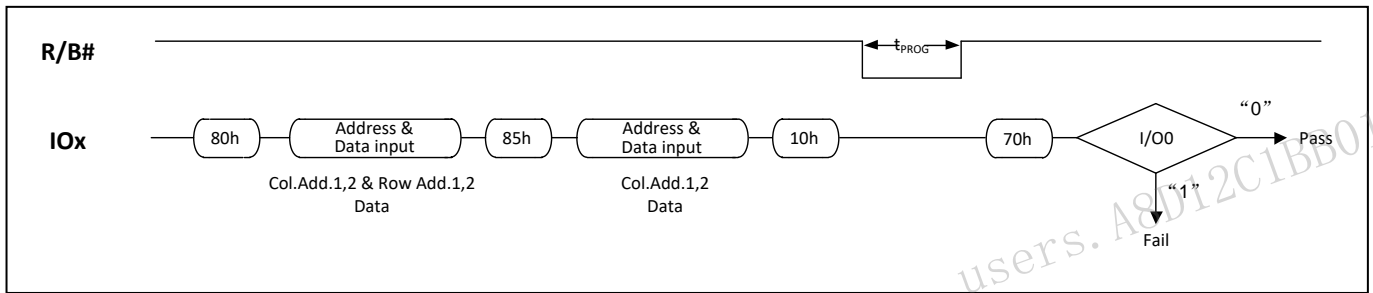 R/B#
tPROG
IOx
80h
Address &
Data input
85h
Address &
Data input
10h
70h
I/O0
“0”
Pass
Col.Add.1,2 & Row Add.1,2
Data
Col.Add.1,2
Data
“1”
Fail
users. A8D12C1BB01